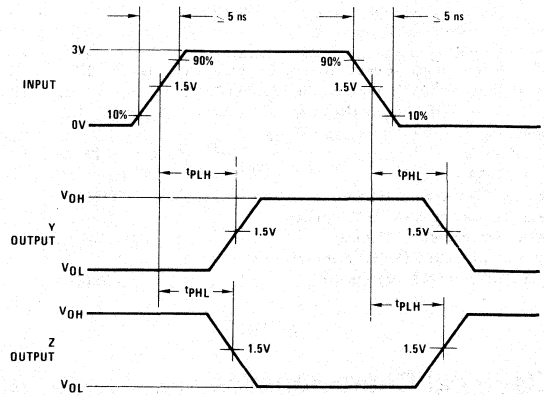 ≥ 5 ns ≥ 5 ns
3V
90% 90%
INPUT 1.5V 1.5V
10% 10%
0V
tPLH tPHL
VOH
Y OUTPUT 1.5V 1.5V
VOL
tPHL tPLH
VOH
Z OUTPUT 1.5V 1.5V
VOL